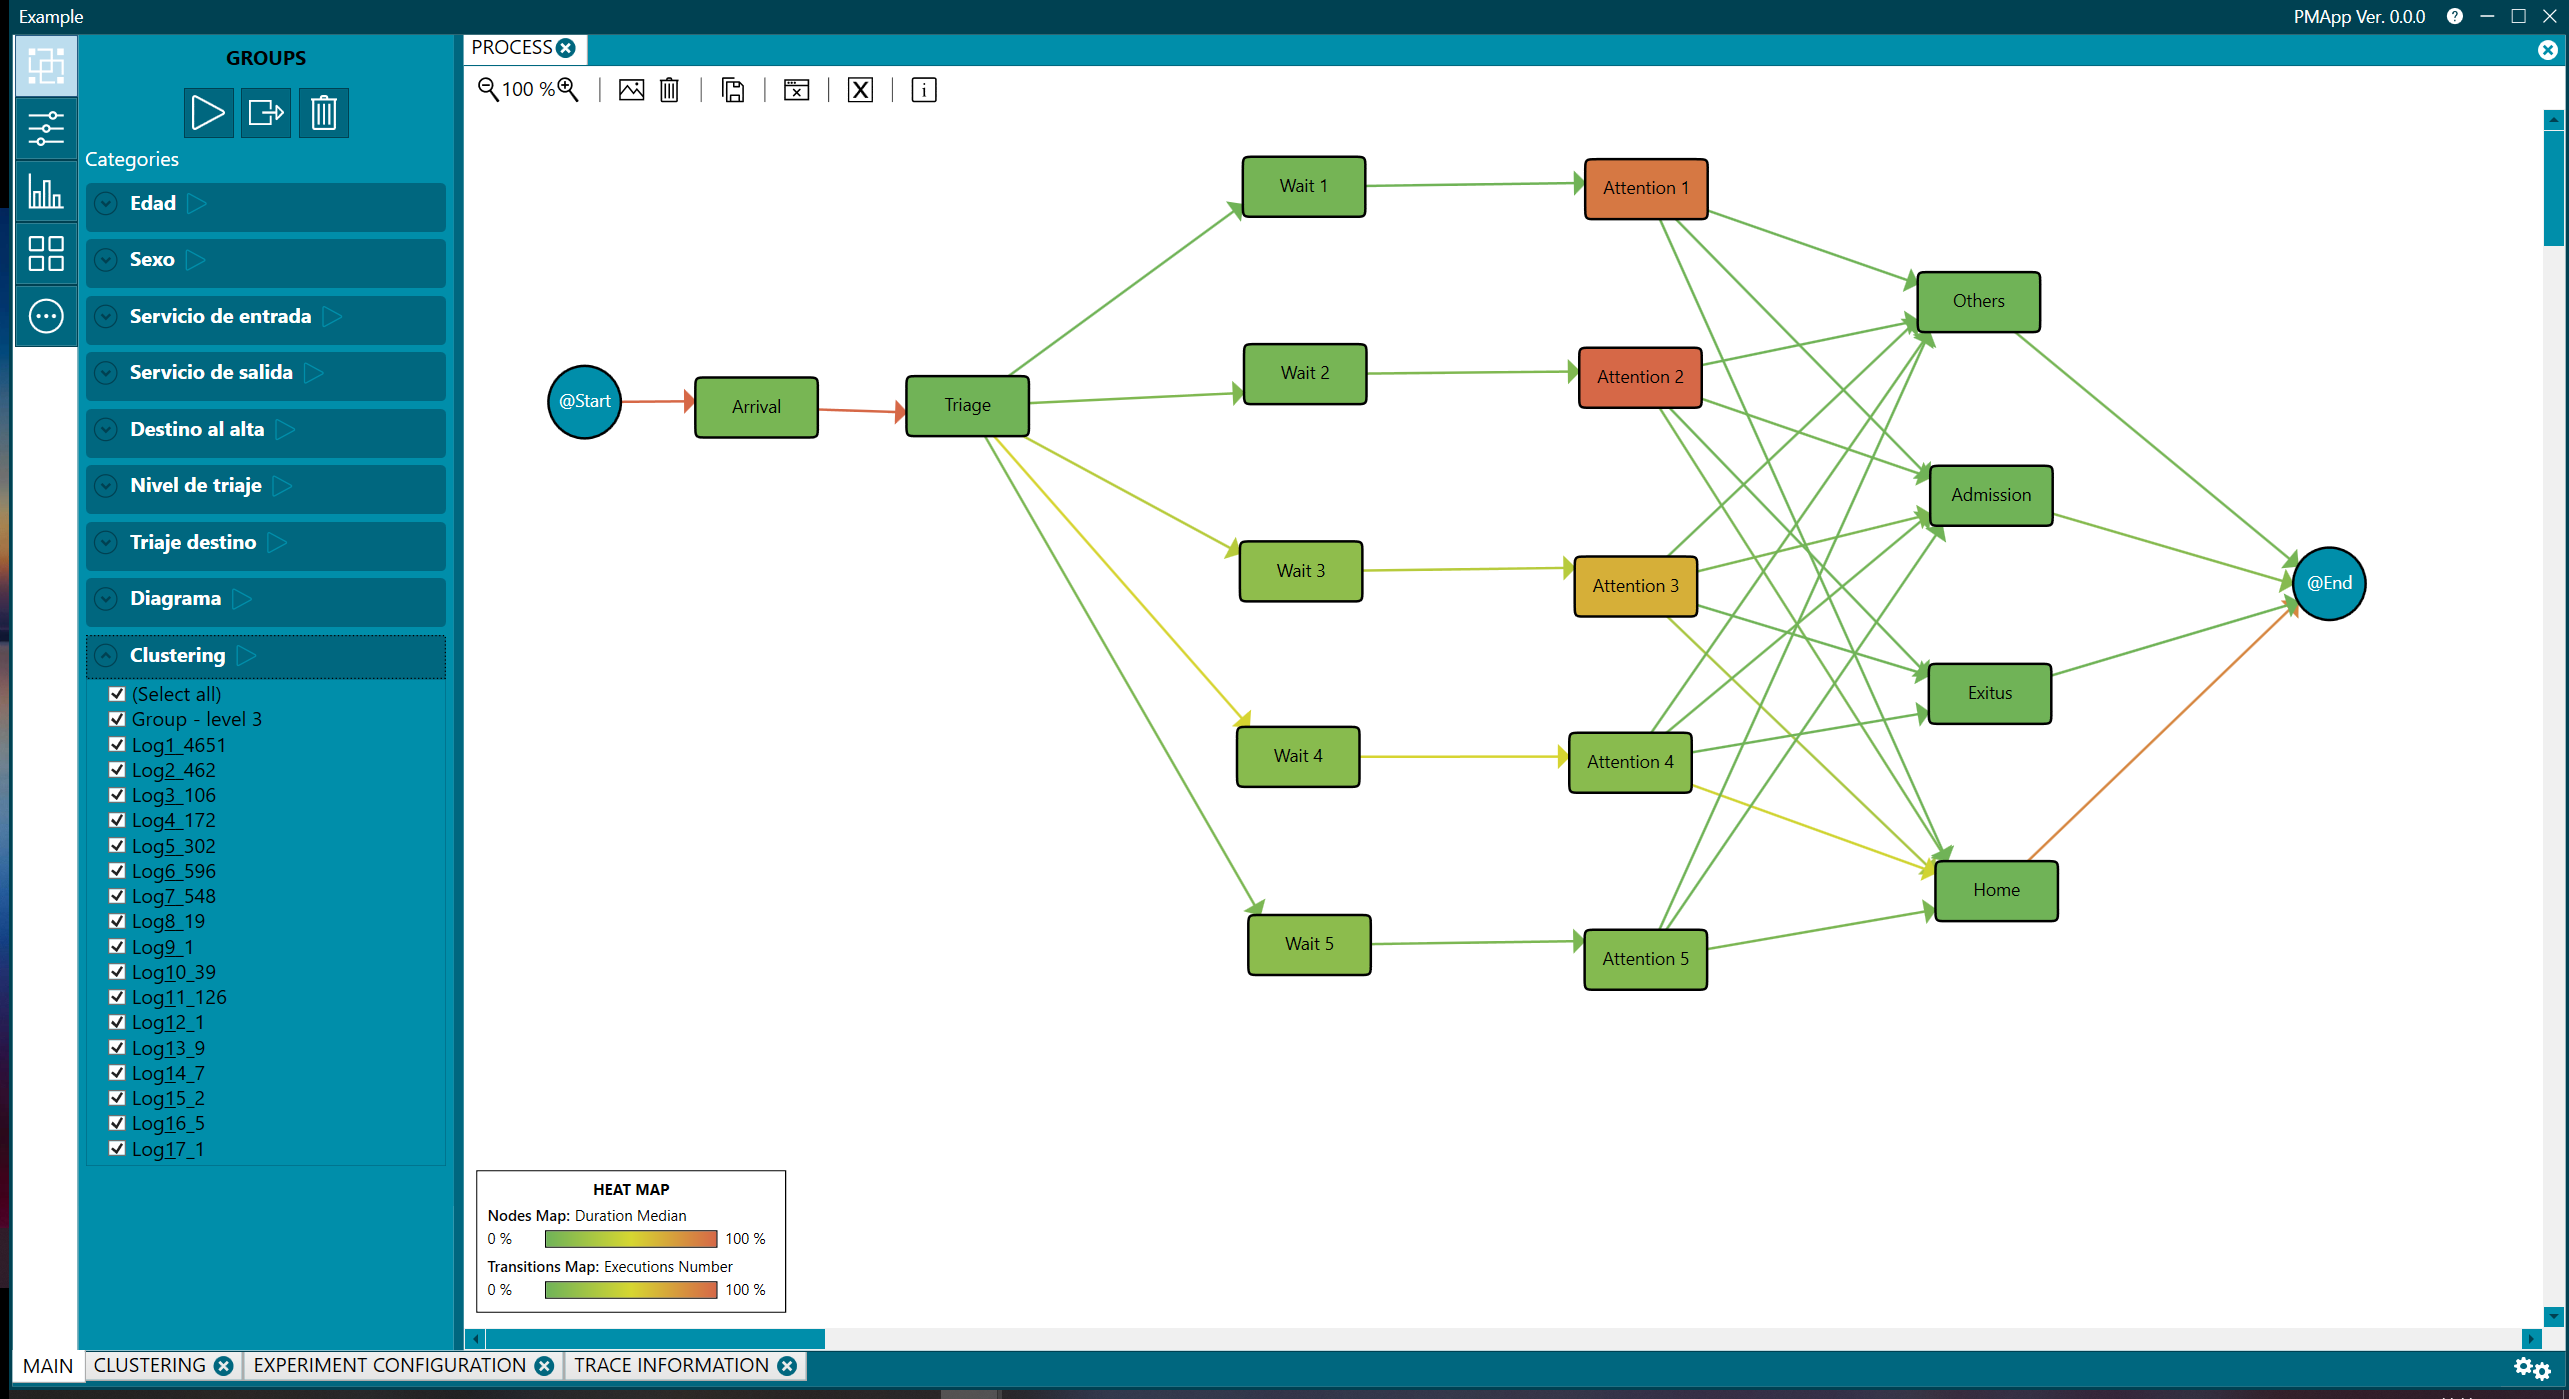 Example
PMApp Ver. 0.0.0
GROUPS
Categories
Edad
Sexo
Servicio de entrada
Servicio de salida
Destino al alta
Nivel de triaje
Triaje destino
Diagrama
Clustering
(Select all)
Group - level 3
Log1_4651
Log2_462
Log3_106
Log4_172
Log5_302
Log6_596
Log7_548
Log8_19
Log9_1
Log10_39
Log11_126
Log12_1
Log13_9
Log14_7
Log15_2
Log16_5
Log17_1
PROCESS
100 %
@Start
Arrival
Triage
Wait 1
Wait 2
Wait 3
Wait 4
Wait 5
Attention 1
Attention 2
Attention 3
Attention 4
Attention 5
Others
Admission
Exitus
Home
@End
HEAT MAP
Nodes Map: Duration Median
0 % 100 %
Transitions Map: Executions Number
0 % 100 %
MAIN
CLUSTERING
EXPERIMENT CONFIGURATION
TRACE INFORMATION